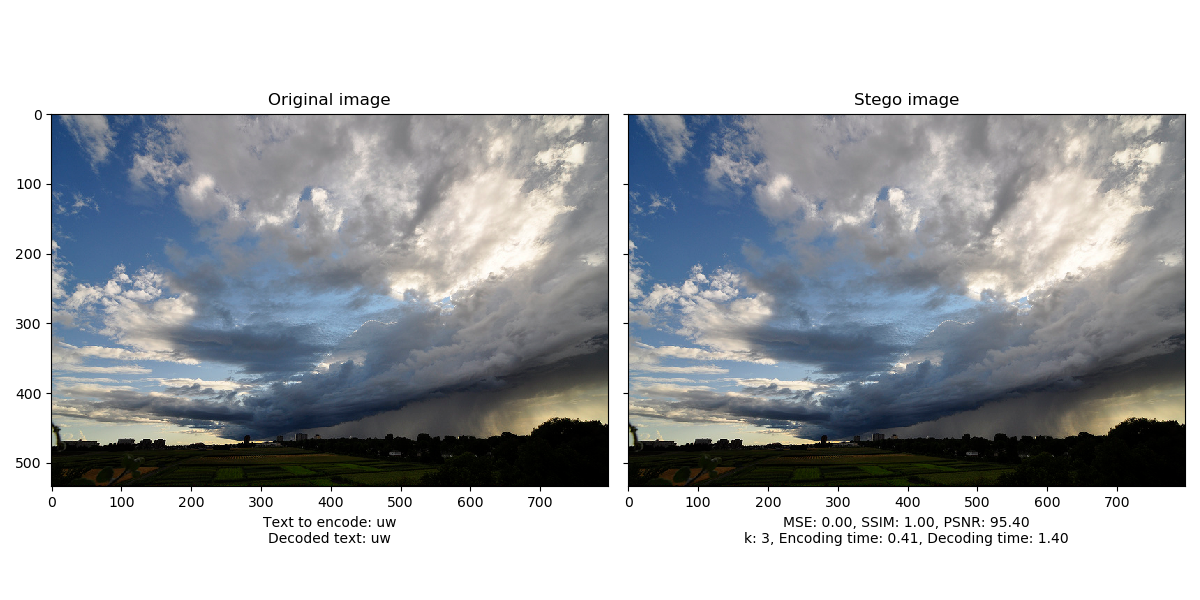 Original image
Stego image
0
100
200
300
400
500
0 100 200 300 400 500 600 700
0 100 200 300 400 500 600 700
Text to encode: uw
Decoded text: uw
MSE: 0.00, SSIM: 1.00, PSNR: 95.40
k: 3, Encoding time: 0.41, Decoding time: 1.40